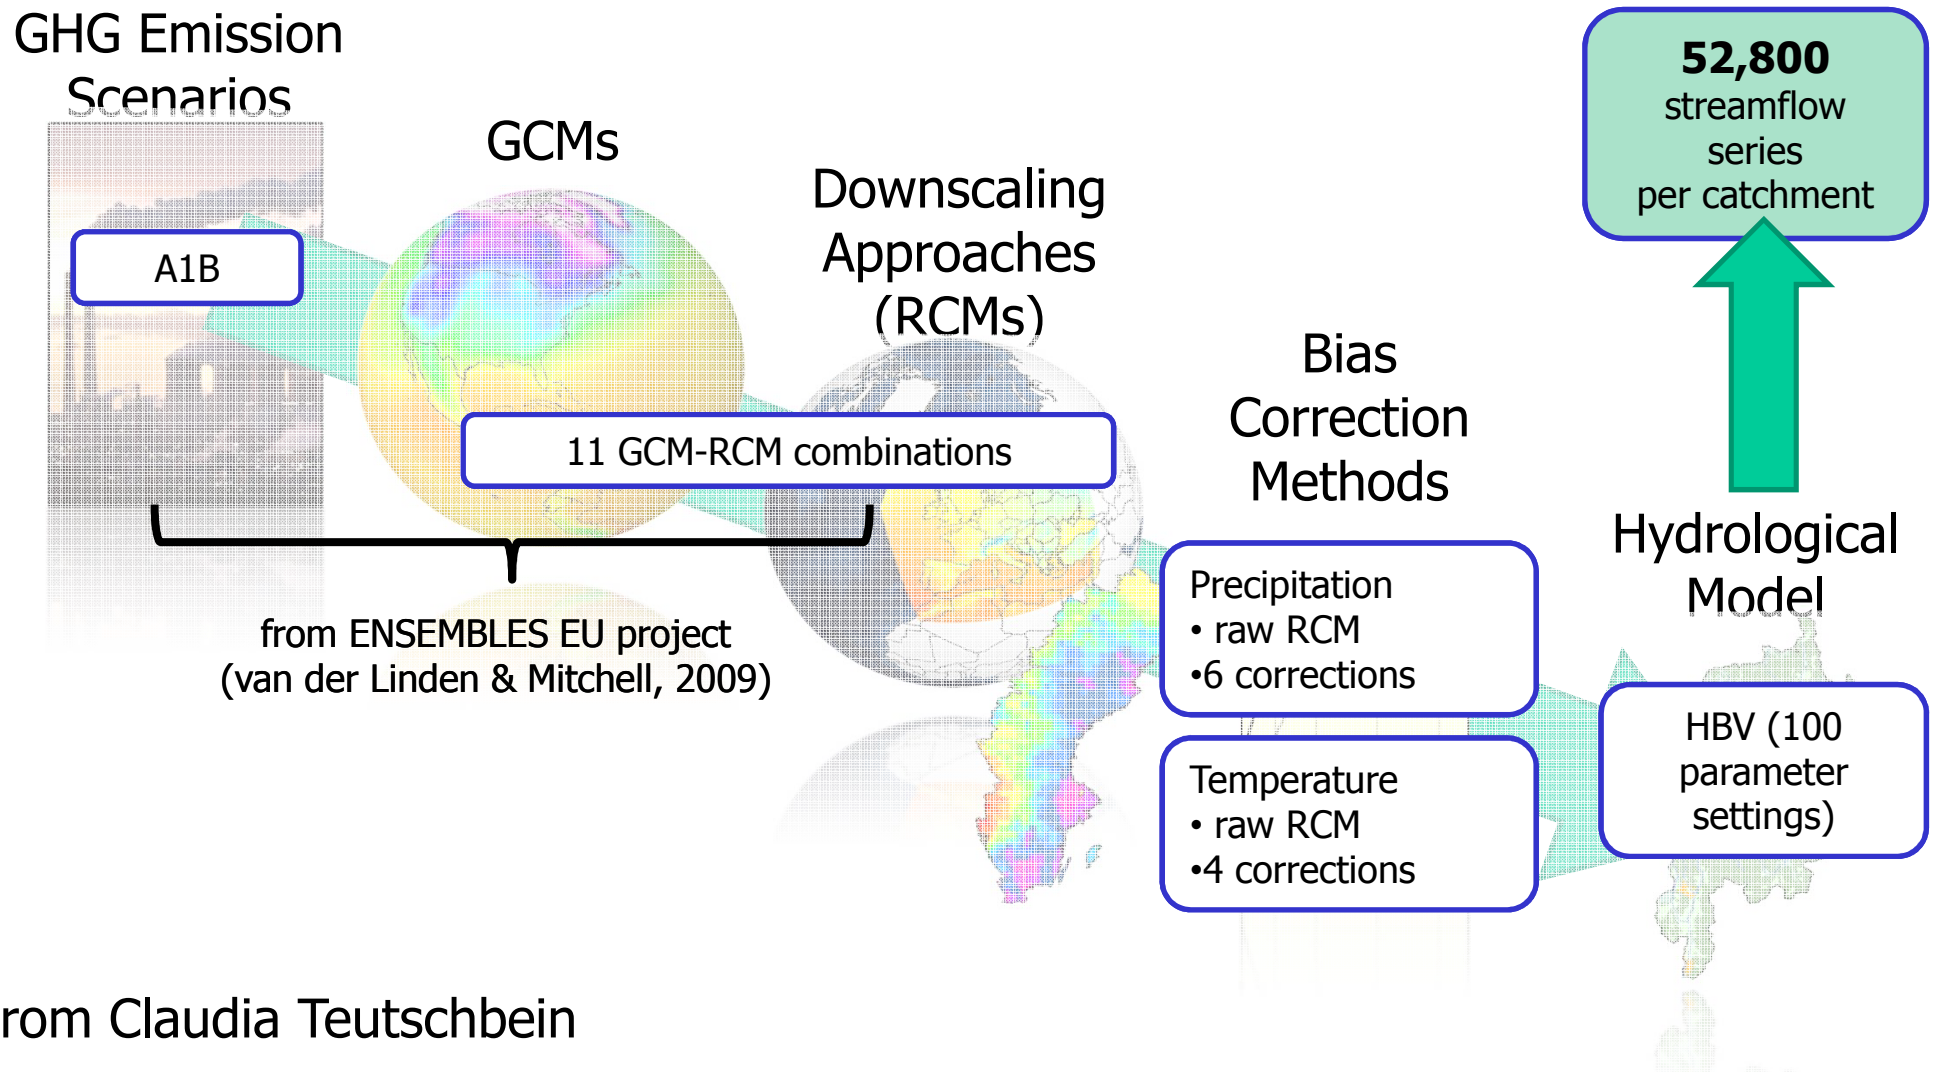 GHG Emission
Scenarios
A1B
GCMs
Downscaling
Approaches
(RCMs)
11 GCM-RCM combinations
from ENSEMBLES EU project
(van der Linden & Mitchell, 2009)
Bias
Correction
Methods
Precipitation
• raw RCM
•6 corrections
Temperature
• raw RCM
•4 corrections
52,800
streamflow
series
per catchment
Hydrological
Model
HBV (100
parameter
settings)
rom Claudia Teutschbein